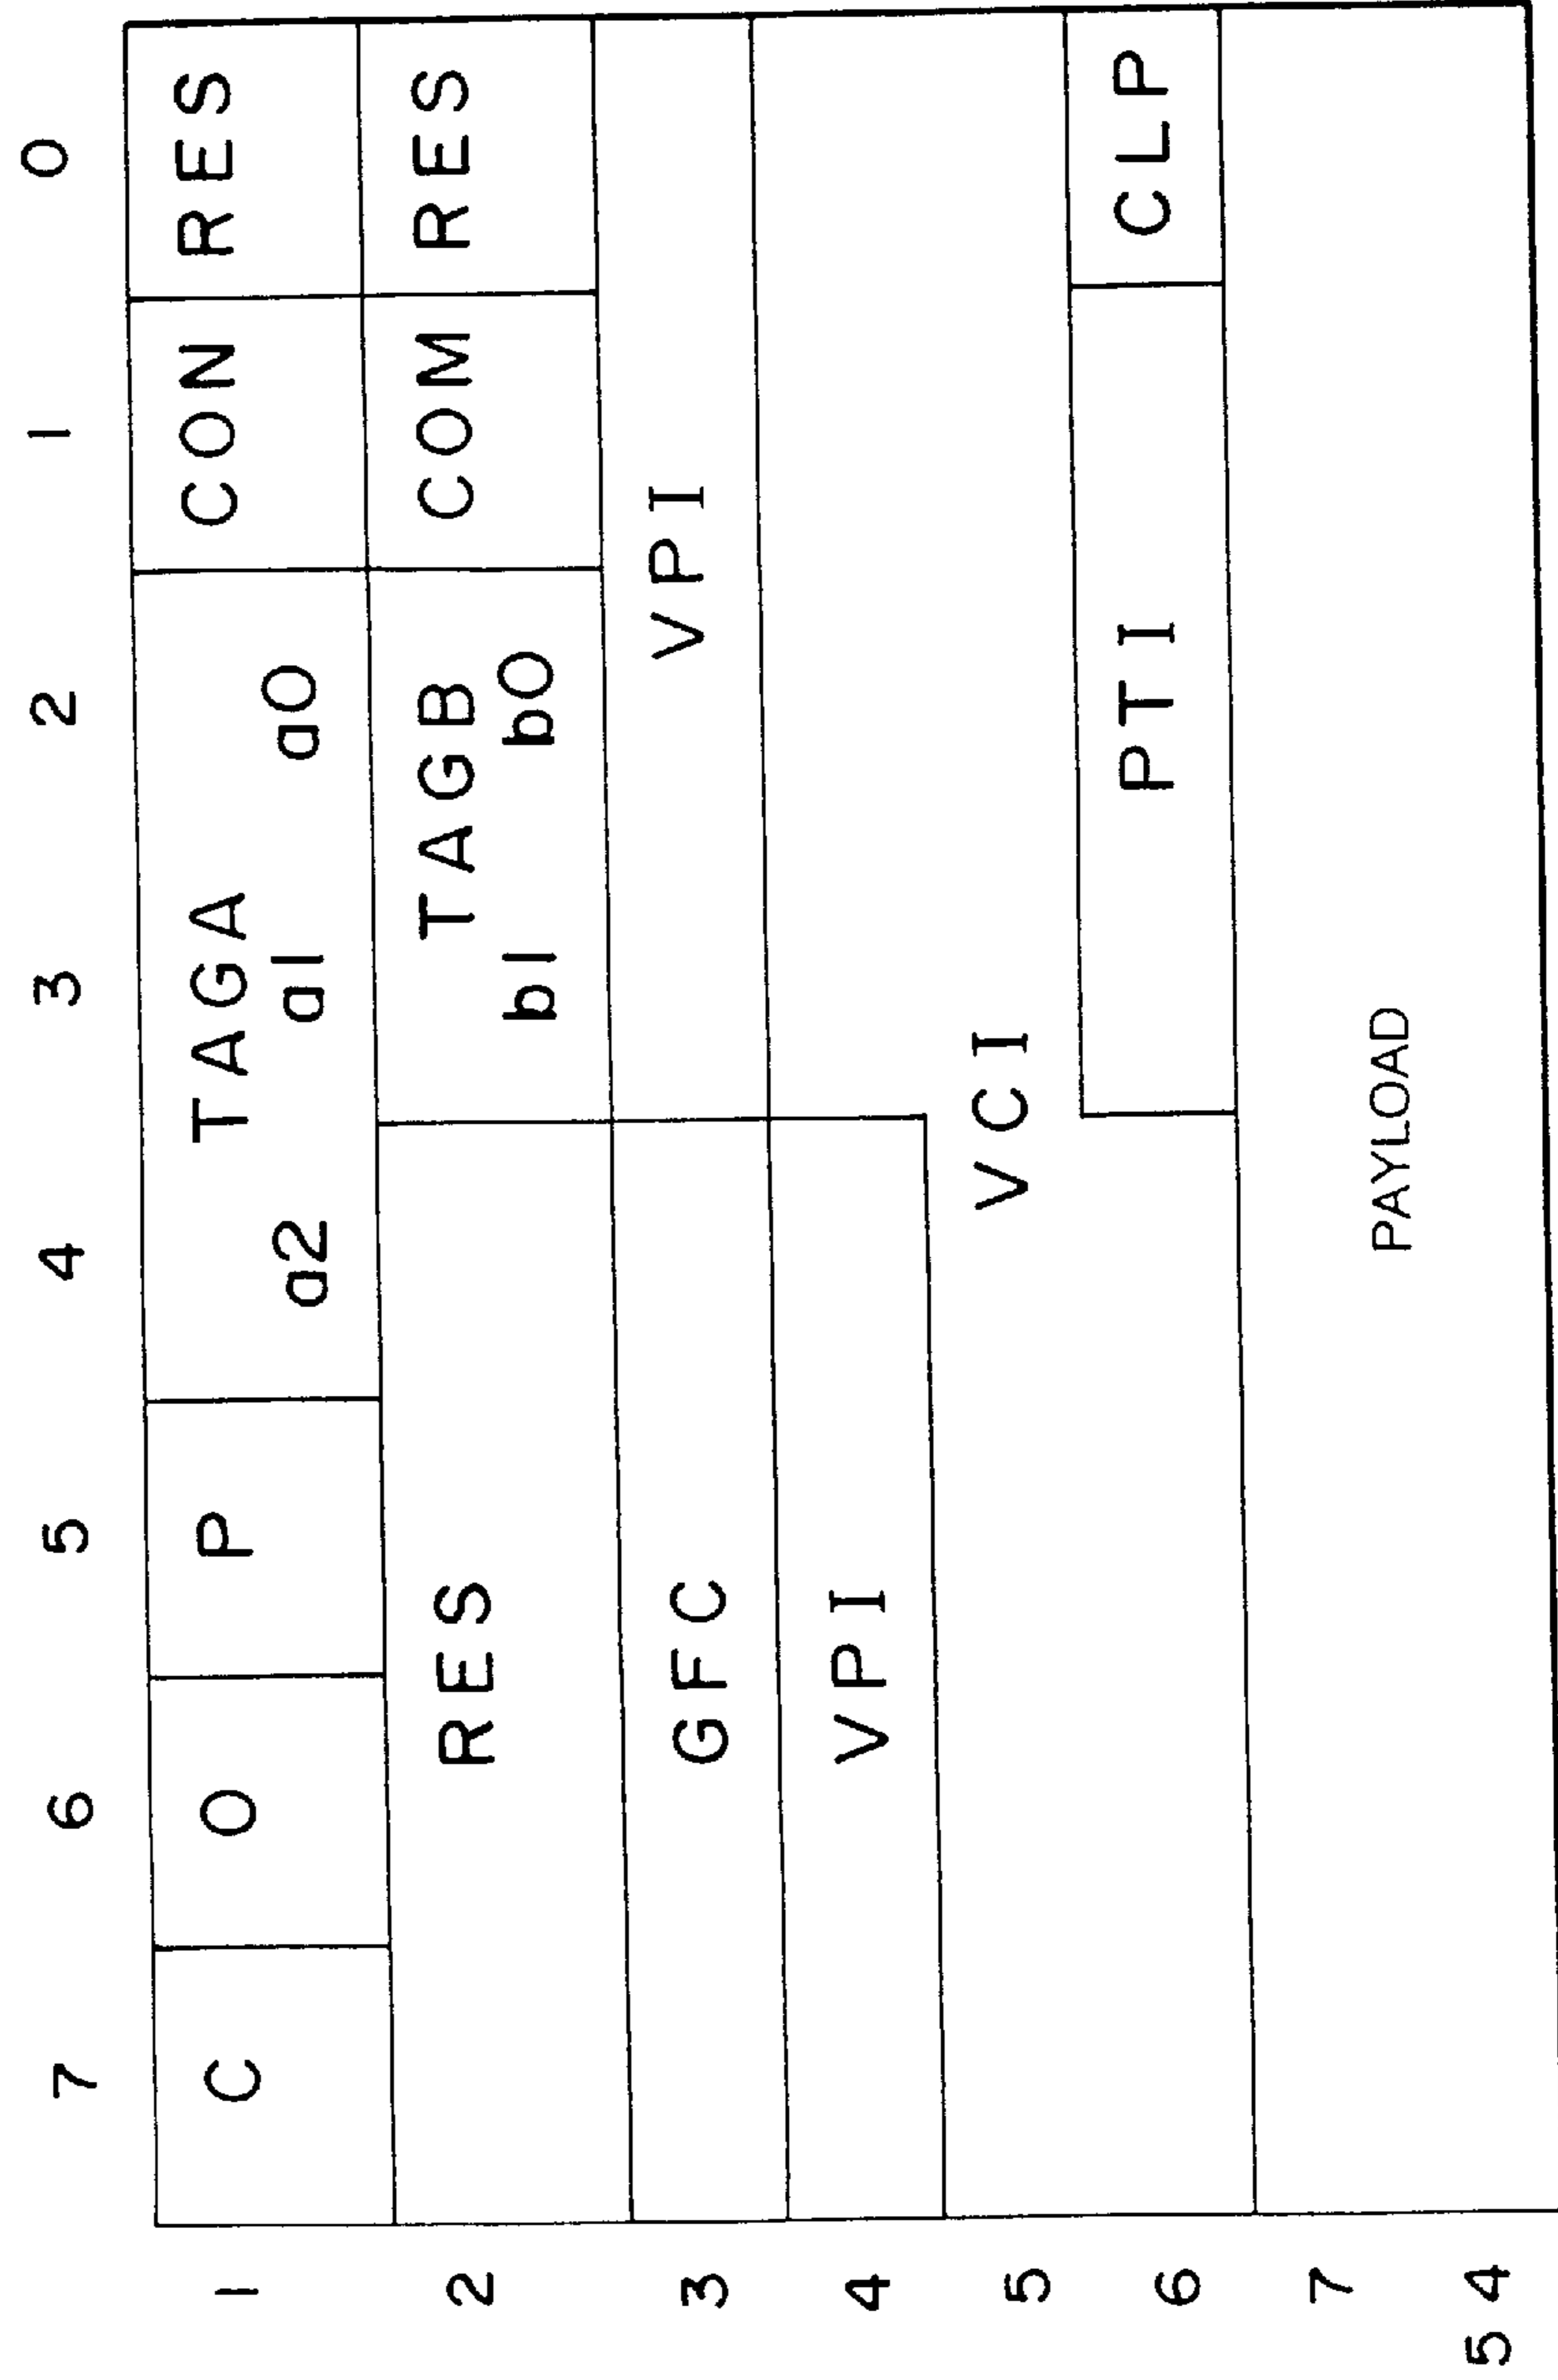 7 6 5 4 3 2 1 0
1 C O P TAGA CON RES
a2 a1 a0
2 RES TAGB COM RES
b1 b0
3 GFC VPI
4 VPI
5 VCI
6 PTI CLP
7 PAYLOAD
54